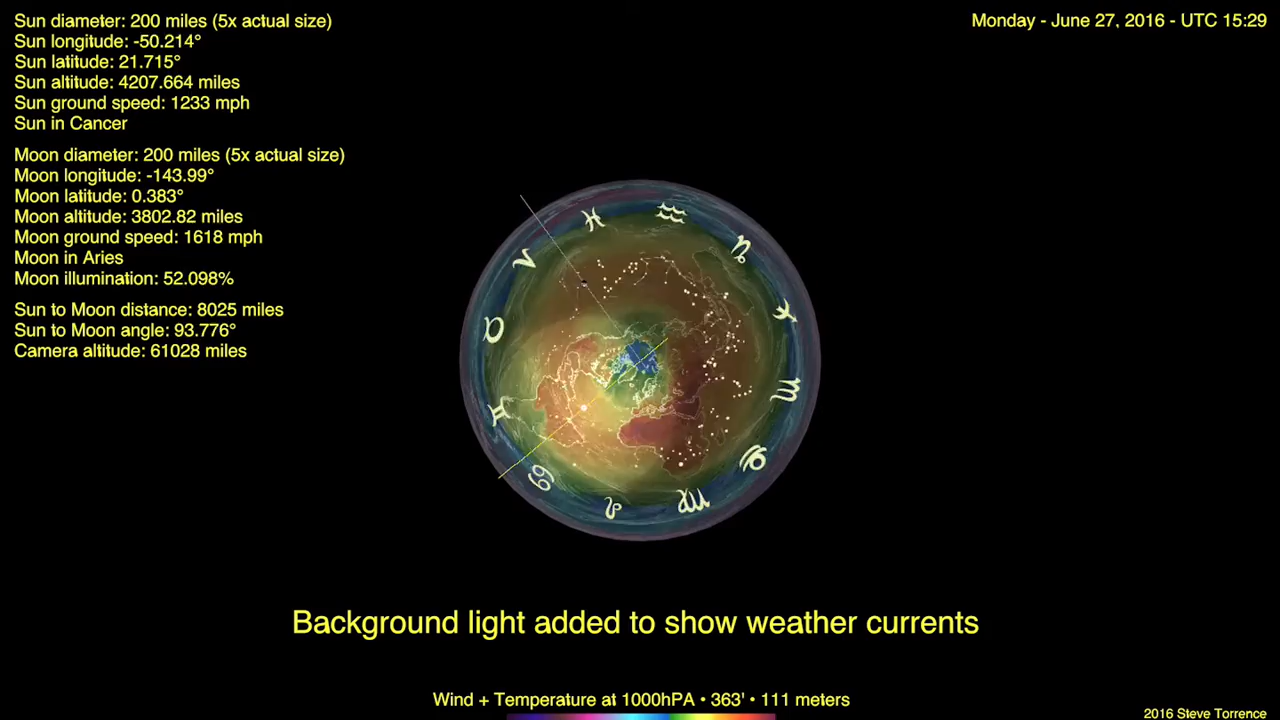 Sun diameter: 200 miles (5x actual size)
Sun longitude: -50.214°
Sun latitude: 21.715°
Sun altitude: 4207.664 miles
Sun ground speed: 1233 mph
Sun in Cancer
Moon diameter: 200 miles (5x actual size)
Moon longitude: -143.99°
Moon latitude: 0.383°
Moon altitude: 3802.82 miles
Moon ground speed: 1618 mph
Moon in Aries
Moon illumination: 52.098%
Sun to Moon distance: 8025 miles
Sun to Moon angle: 93.776°
Camera altitude: 61028 miles
Monday - June 27, 2016 - UTC 15:29
Background light added to show weather currents
Wind + Temperature at 1000hPA • 363' • 111 meters
2016 Steve Torrence